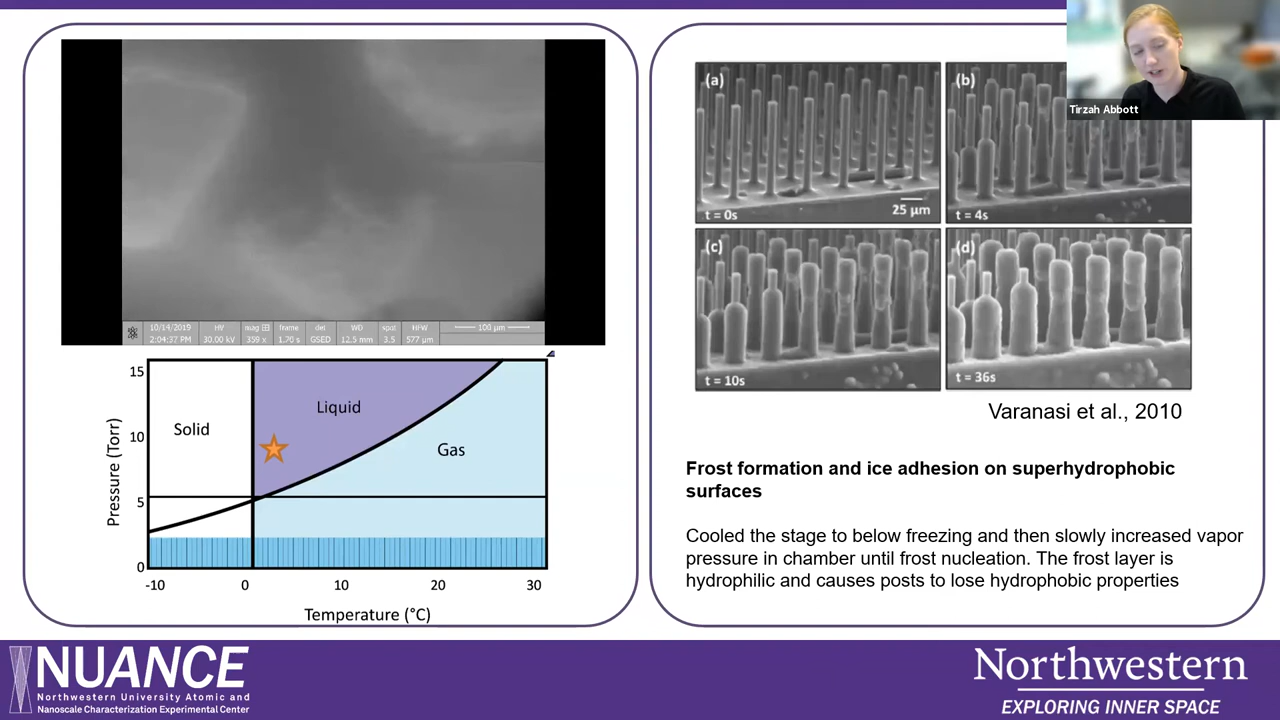 10/14/2019
2:04:37 PM
HV
30.00 kV
mag
359 x
frame
1.70 s
det
GSED
WD
12.5 mm
spot
3.5
HFW
577 µm
100 µm
15
10
5
0
Pressure (Torr)
Solid
Liquid
Gas
-10
0
10
20
30
Temperature (°C)
(a)
t = 0s
25 µm
(b)
t = 4s
(c)
t = 10s
(d)
t = 36s
Tirzah Abbott
Varanasi et al., 2010
Frost formation and ice adhesion on superhydrophobic
surfaces
Cooled the stage to below freezing and then slowly increased vapor
pressure in chamber until frost nucleation. The frost layer is
hydrophilic and causes posts to lose hydrophobic properties
NUANCE
Northwestern University Atomic and
Nanoscale Characterization Experimental Center
Northwestern
EXPLORING INNER SPACE